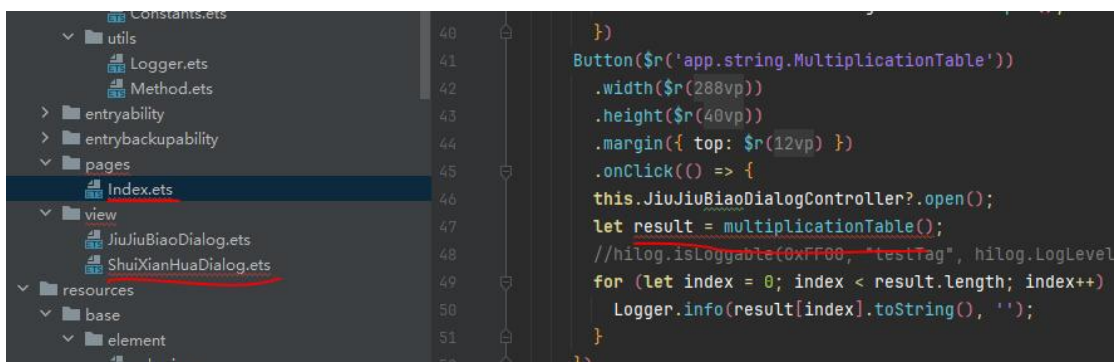 Constants.ets
utils
Logger.ets
Method.ets
entryability
entrybackupability
pages
Index.ets
view
JiuJiuBiaoDialog.ets
ShuiXianHuaDialog.ets
resources
base
element
40 })
41 Button($r('app.string.MultiplicationTable'))
42 .width($r(288vp))
43 .height($r(40vp))
44 .margin({ top: $r(12vp) })
45 .onClick(() => {
46 this.JiuJiuBiaoDialogController?.open();
47 let result = multiplicationTable();
48 //hilog.isLoggable(0xFF00, "testTag", hilog.LogLevel
49 for (let index = 0; index < result.length; index++)
50 Logger.info(result[index].toString(), '');
51 }